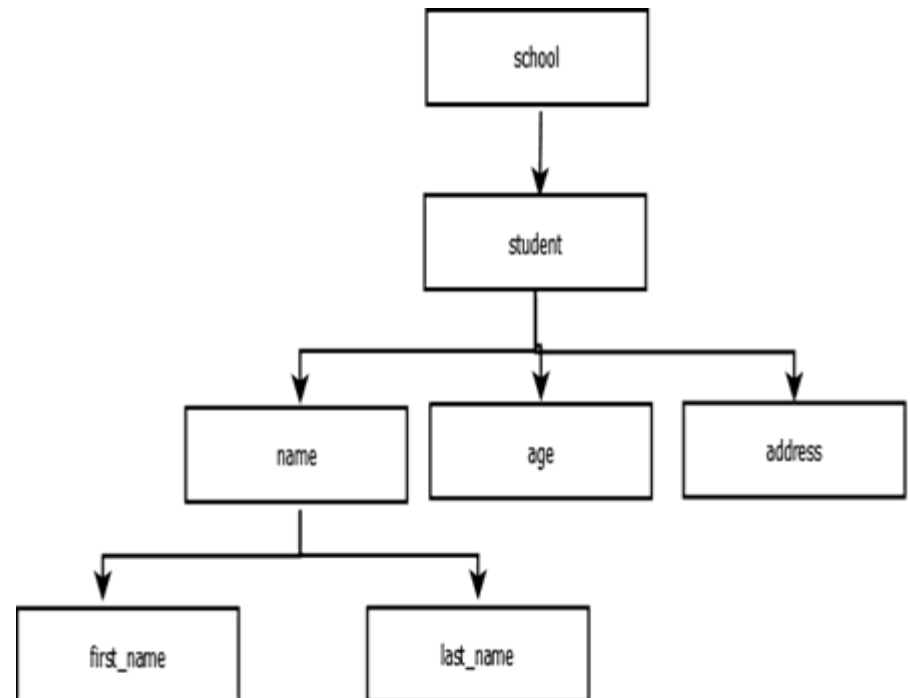 school
student
name
age
address
first_name
last_name